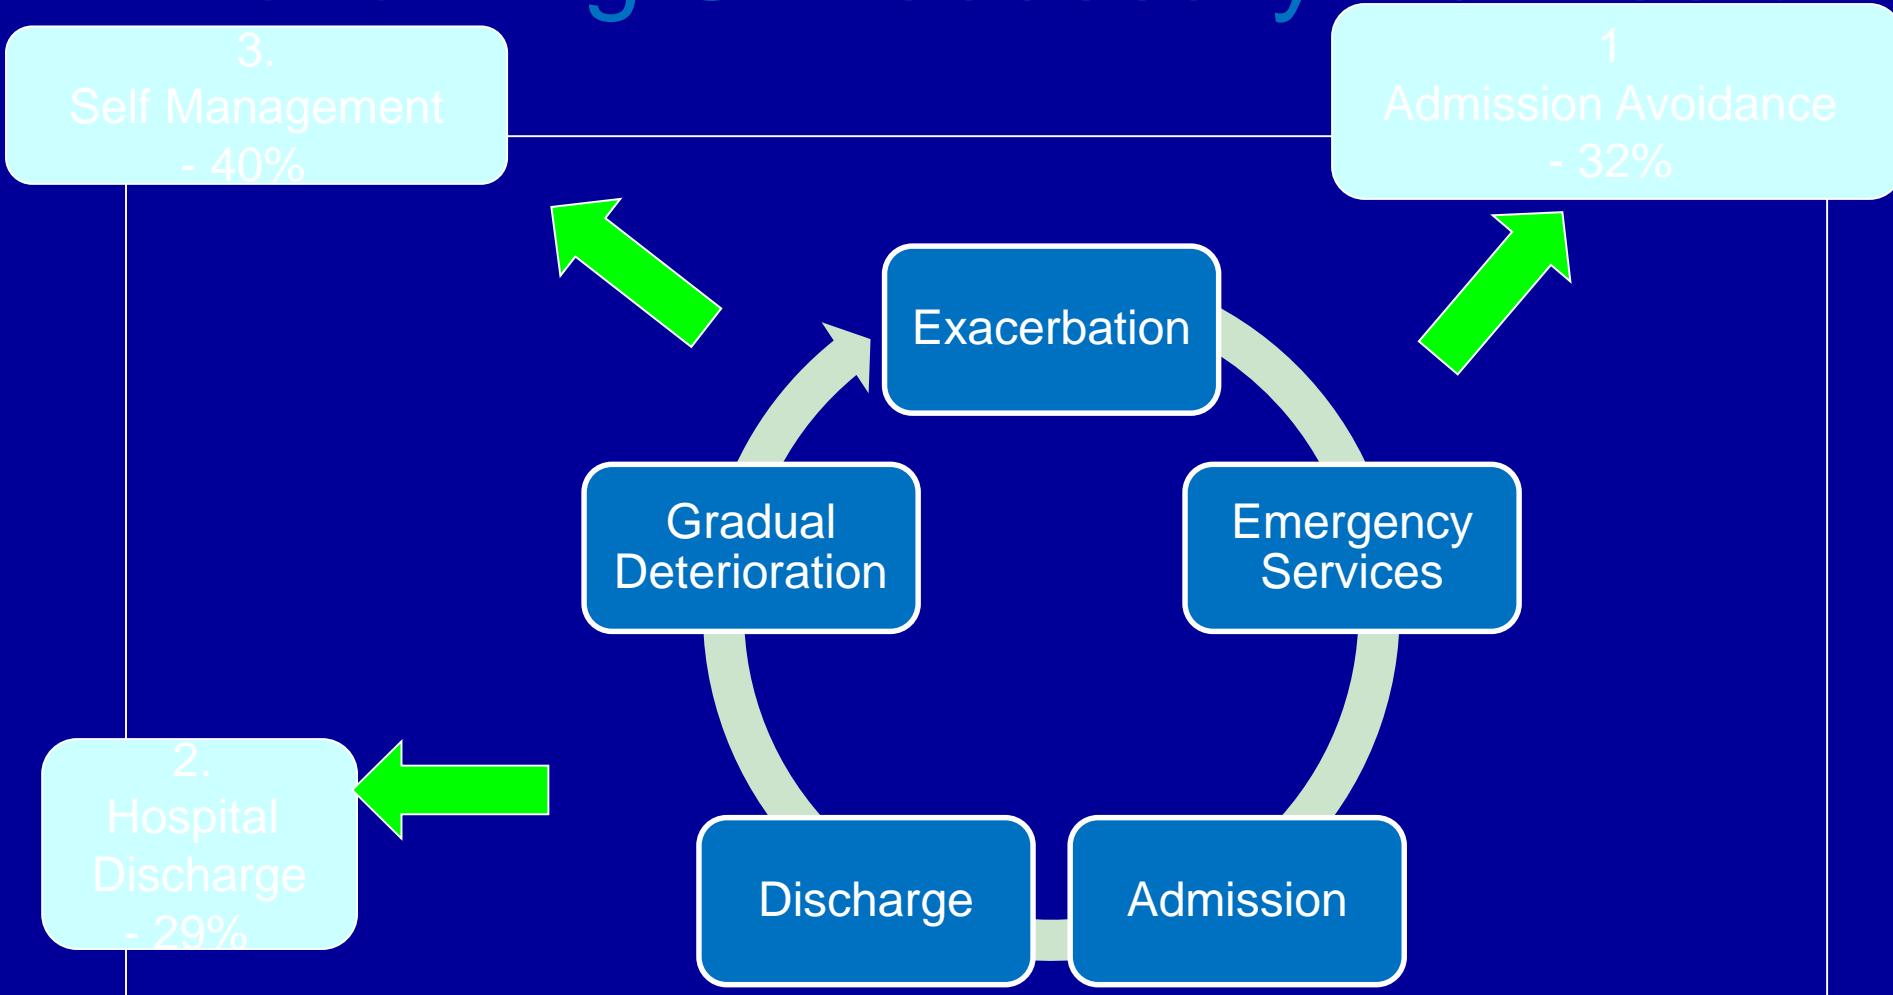 3.
Self Management
- 40%
1
Admission Avoidance
- 32%
Exacerbation
Gradual
Deterioration
Emergency
Services
2.
Hospital
Discharge
- 29%
Discharge
Admission